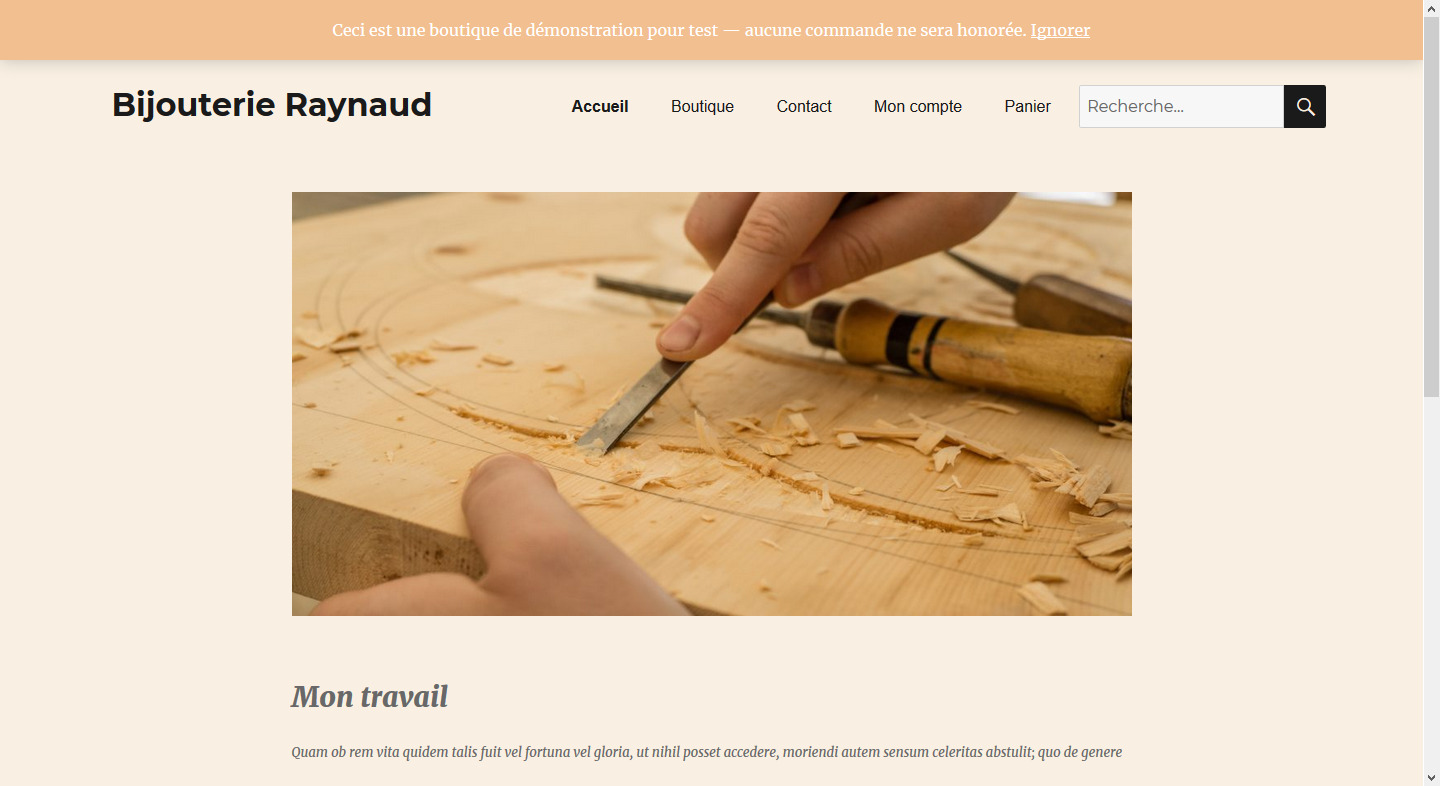 Ceci est une boutique de démonstration pour test — aucune commande ne sera honorée. Ignorer
Bijouterie Raynaud
Accueil Boutique Contact Mon compte Panier Recherche…
Mon travail
Quam ob rem vita quidem talis fuit vel fortuna vel gloria, ut nihil posset accedere, moriendi autem sensum celeritas abstulit; quo de genere